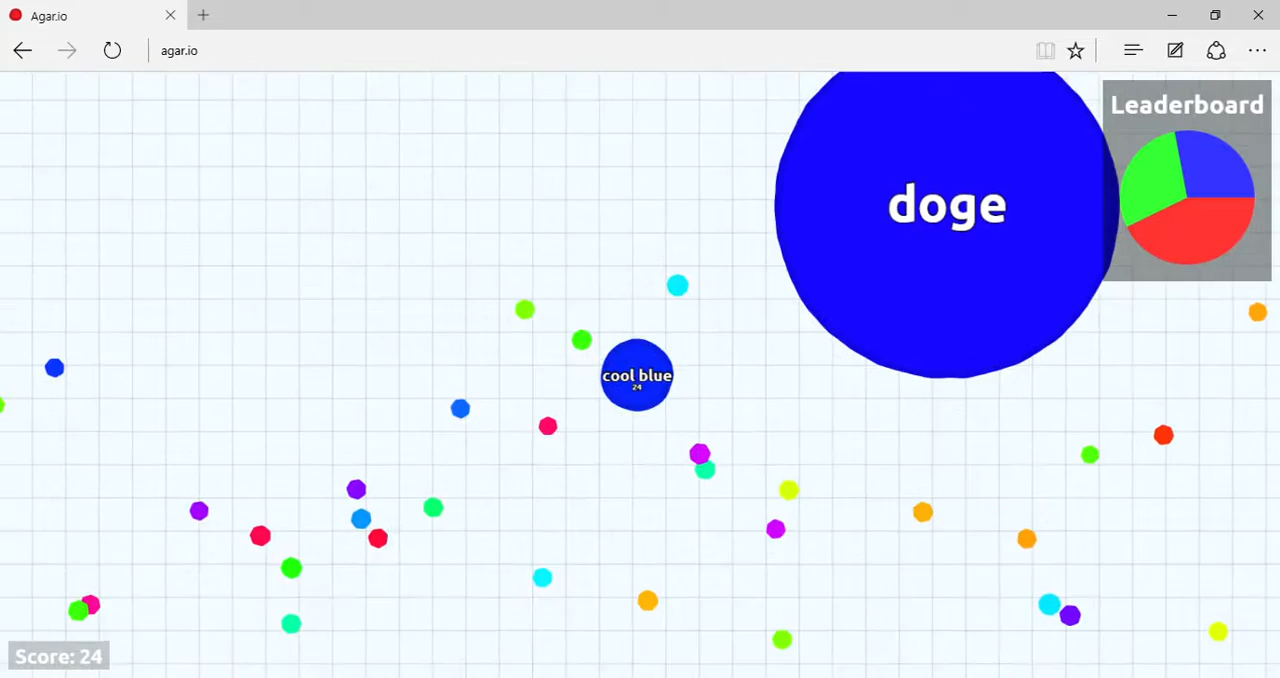 Agar.io
agar.io
Leaderboard
doge
cool blue
24
Score: 24